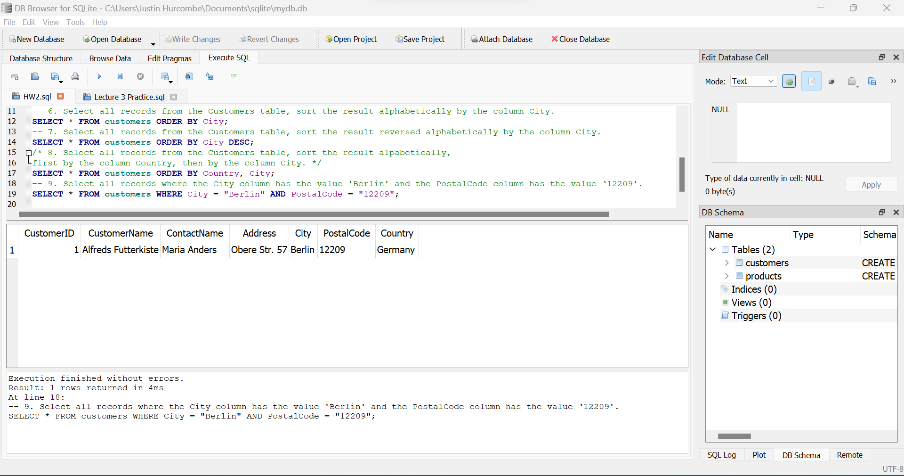 DB Browser for SQLite - C:\Users\Justin Hurcombe\Documents\sqlite\mydb.db
File Edit View Tools Help
New Database Open Database Write Changes Revert Changes Open Project Save Project Attach Database Close Database
Database Structure Browse Data Edit Pragmas Execute SQL
HW2.sql Lecture 3 Practice.sql
11 6. Select all records from the Customers table, sort the result alphabetically by the column City.
12 SELECT * FROM customers ORDER BY City;
13 -- 7. Select all records from the Customers table, sort the result reversed alphabetically by the column City.
14 SELECT * FROM customers ORDER BY City DESC;
15 /* 8. Select all records from the Customers table, sort the result alpabetically,
16 first by the column Country, then by the column City. */
17 SELECT * FROM customers ORDER BY Country, City;
18 -- 9. Select all records where the City column has the value 'Berlin' and the PostalCode column has the value '12209'.
19 SELECT * FROM customers WHERE City = "Berlin" AND PostalCode = "12209";
20
CustomerID CustomerName ContactName Address City PostalCode Country
1 1 Alfreds Futterkiste Maria Anders Obere Str. 57 Berlin 12209 Germany
Execution finished without errors.
Result: 1 rows returned in 4ms
At line 18:
-- 9. Select all records where the City column has the value 'Berlin' and the PostalCode column has the value '12209'.
SELECT * FROM customers WHERE City = "Berlin" AND PostalCode = "12209";
Edit Database Cell
Mode: Text
NULL
Type of data currently in cell: NULL
0 byte(s)
Apply
DB Schema
Name Type Schema
Tables (2)
customers CREATE
products CREATE
Indices (0)
Views (0)
Triggers (0)
SQL Log Plot DB Schema Remote
UTF-8